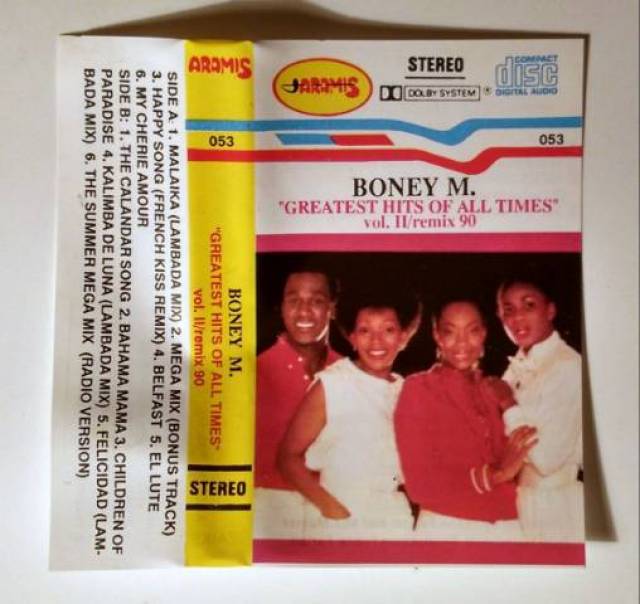 SIDE A: 1. MALAIKA (LAMBADA MIX) 2. MEGA MIX (BONUS TRACK)
3. HAPPY SONG (FRENCH KISS REMIX) 4. BELFAST 5. EL LUTE
6. MY CHERIE AMOUR
SIDE B: 1. THE CALANDAR SONG 2. BAHAMA MAMA 3. CHILDREN OF
PARADISE 4. KALIMBA DE LUNA (LAMBADA MIX) 5. FELICIDAD (LAM-
BADA MIX) 6. THE SUMMER MEGA MIX (RADIO VERSION)
ARAMIS
053
BONEY M.
"GREATEST HITS OF ALL TIMES"
vol. II/remix 90
STEREO
ARAMIS
STEREO
DOLBY SYSTEM ®
COMPACT
disc
DIGITAL AUDIO
053
BONEY M.
"GREATEST HITS OF ALL TIMES"
vol. II/remix 90